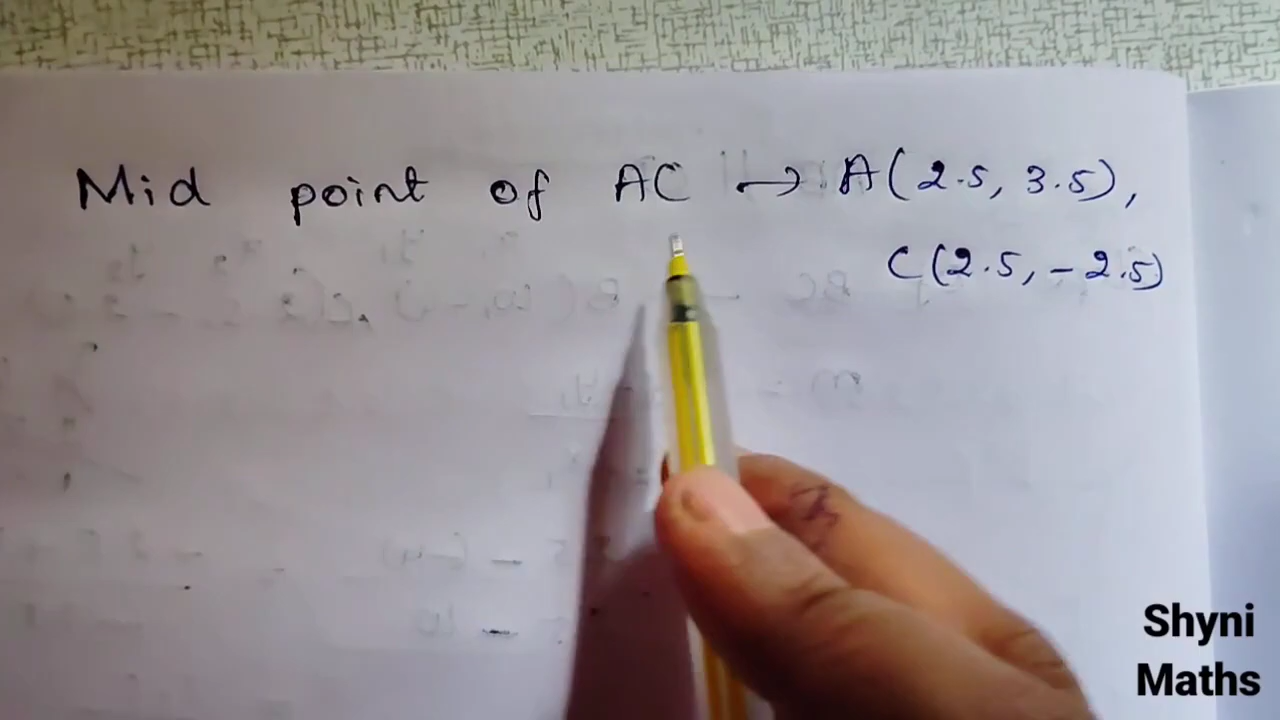 Mid point of AC → A(2.5, 3.5),
C(2.5, -2.5)
Shyni
Maths